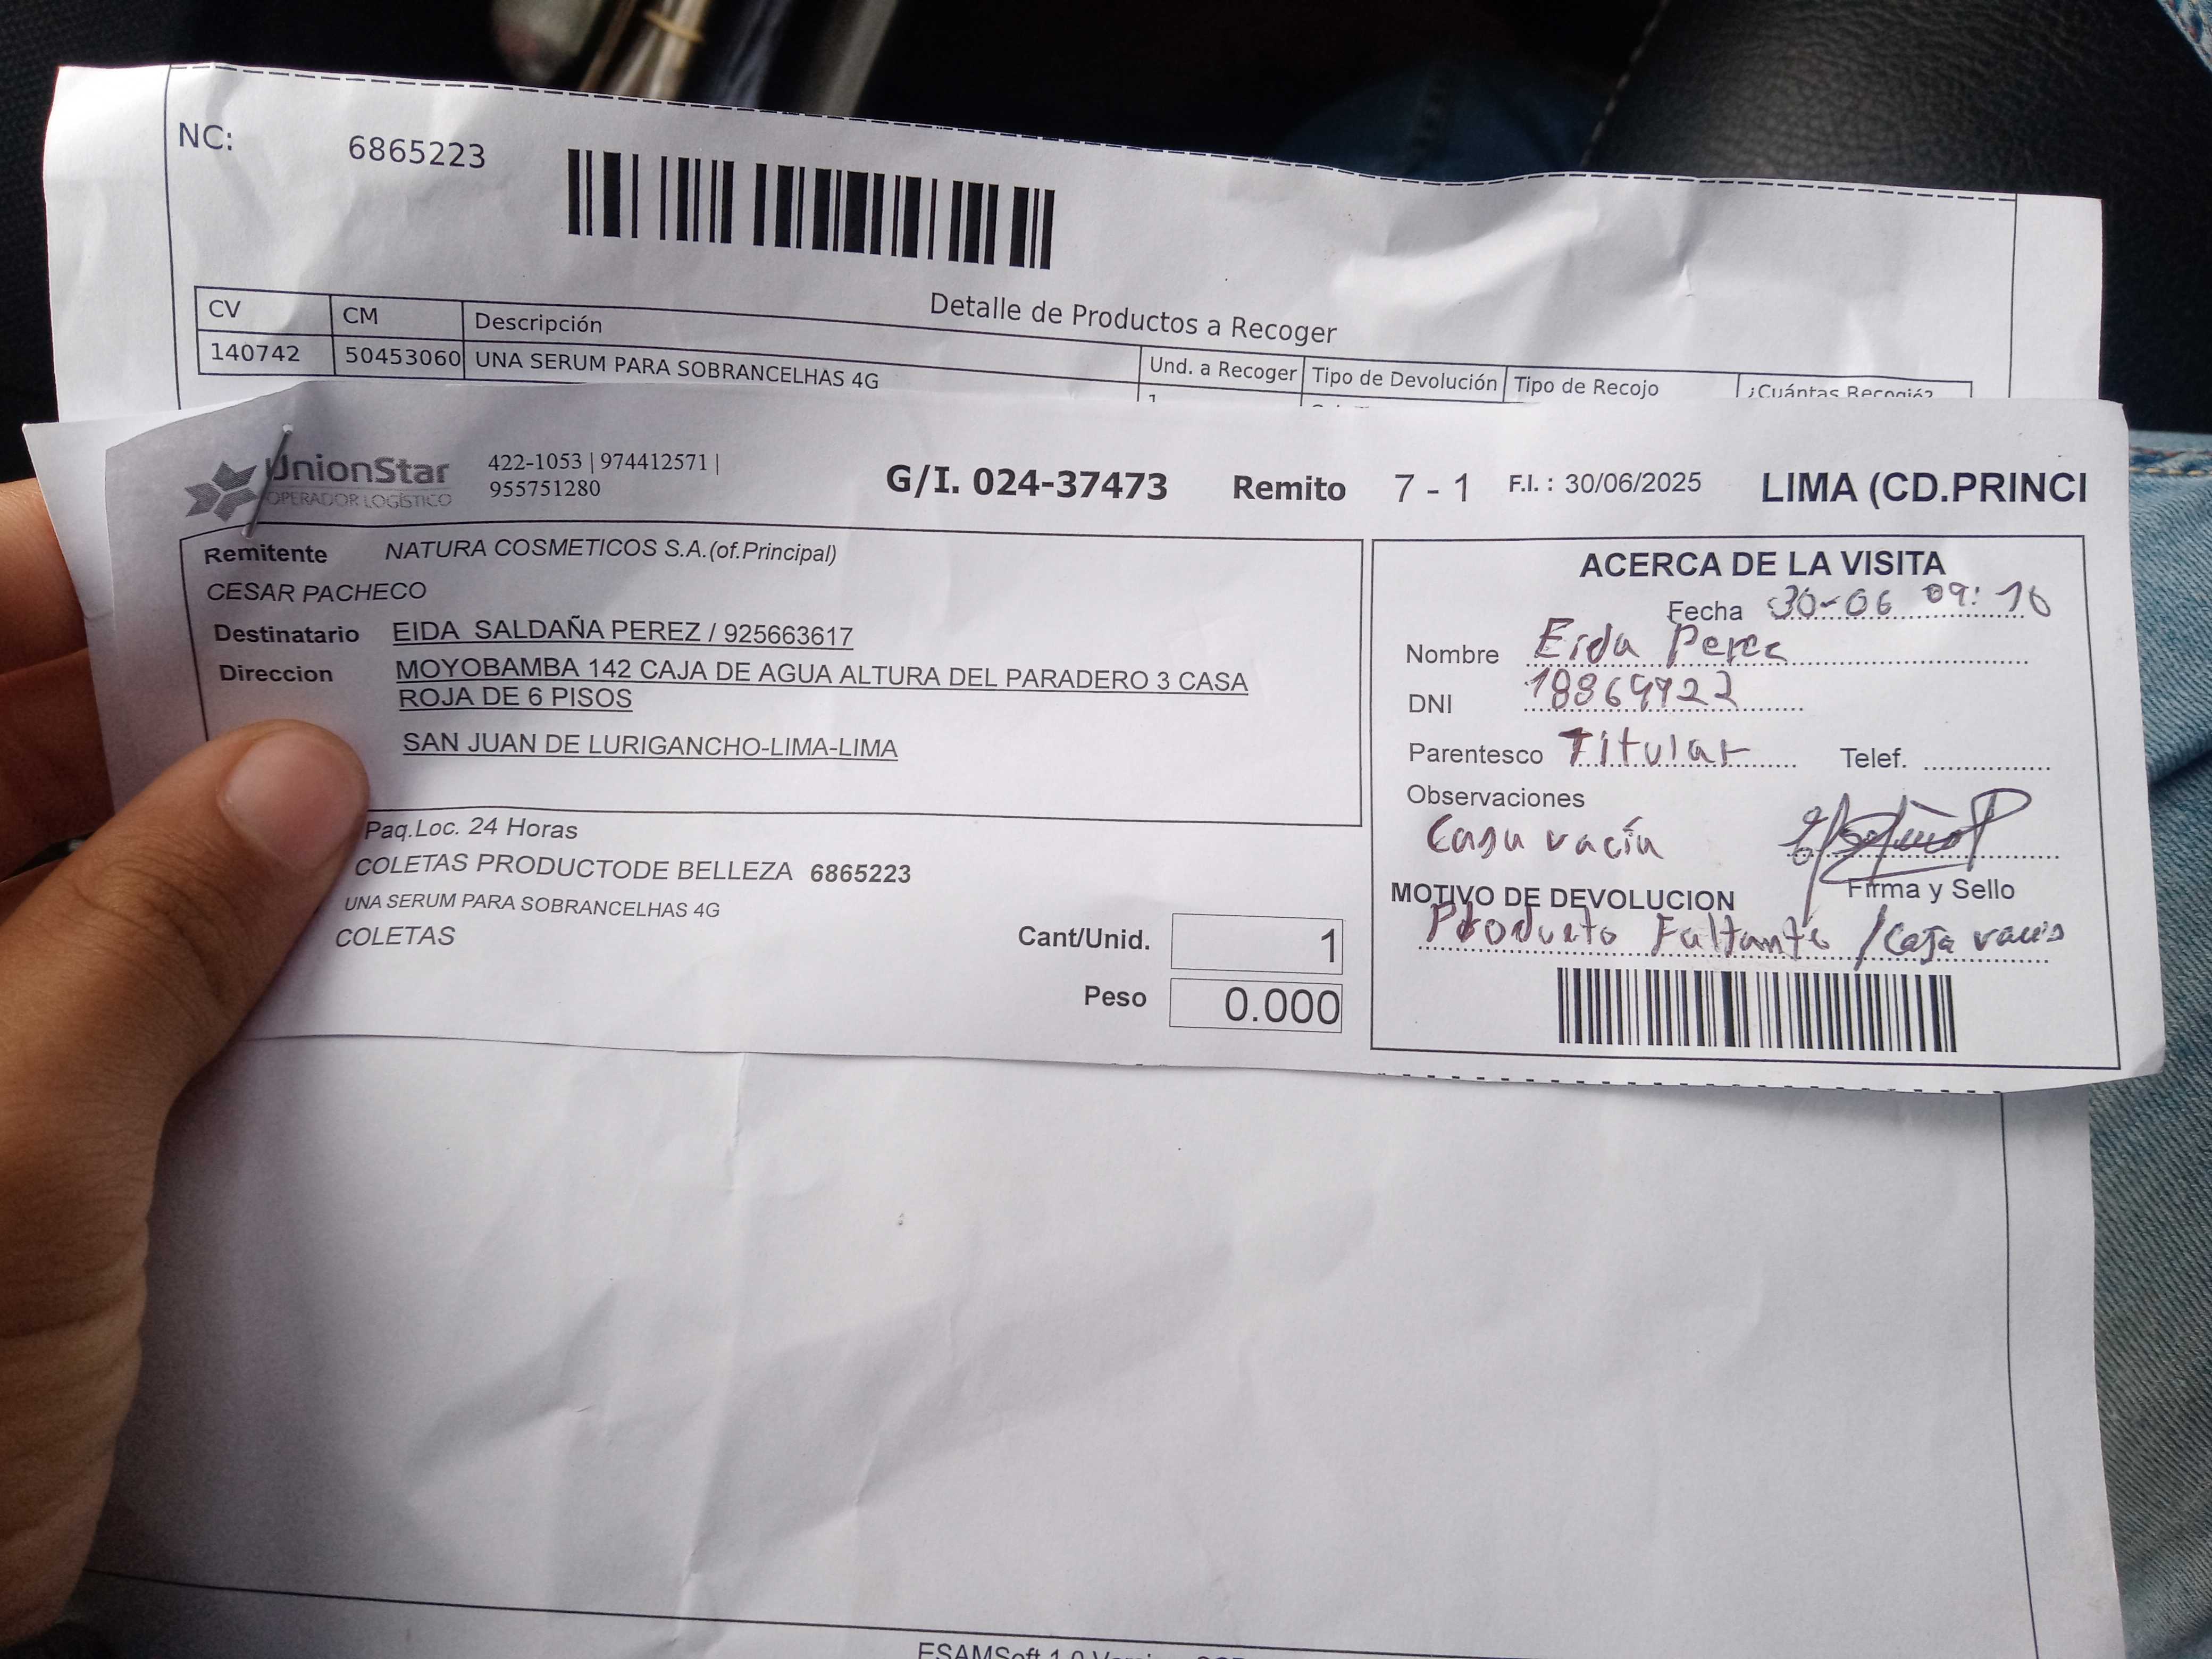 NC: 6865223
Detalle de Productos a Recoger
CV CM Descripción Und. a Recoger Tipo de Devolución Tipo de Recojo ¿Cuántas Recogió?
140742 50453060 UNA SERUM PARA SOBRANCELHAS 4G 1
UnionStar
OPERADOR LOGÍSTICO
422-1053 | 974412571 |
955751280
G/I. 024-37473 Remito 7 - 1 F.I. : 30/06/2025 LIMA (CD.PRINCI
Remitente NATURA COSMETICOS S.A.(of.Principal)
CESAR PACHECO
Destinatario EIDA SALDAÑA PEREZ / 925663617
Direccion MOYOBAMBA 142 CAJA DE AGUA ALTURA DEL PARADERO 3 CASA
ROJA DE 6 PISOS
SAN JUAN DE LURIGANCHO-LIMA-LIMA
Paq.Loc. 24 Horas
COLETAS PRODUCTODE BELLEZA 6865223
UNA SERUM PARA SOBRANCELHAS 4G
COLETAS
Cant/Unid. 1
Peso 0.000
ACERCA DE LA VISITA
Fecha 30-06 09:16
Nombre Eida Perez
DNI
Parentesco Titular Telef.
Observaciones
Caja vacía
Firma y Sello
MOTIVO DE DEVOLUCION
Producto Faltante / Caja vacia